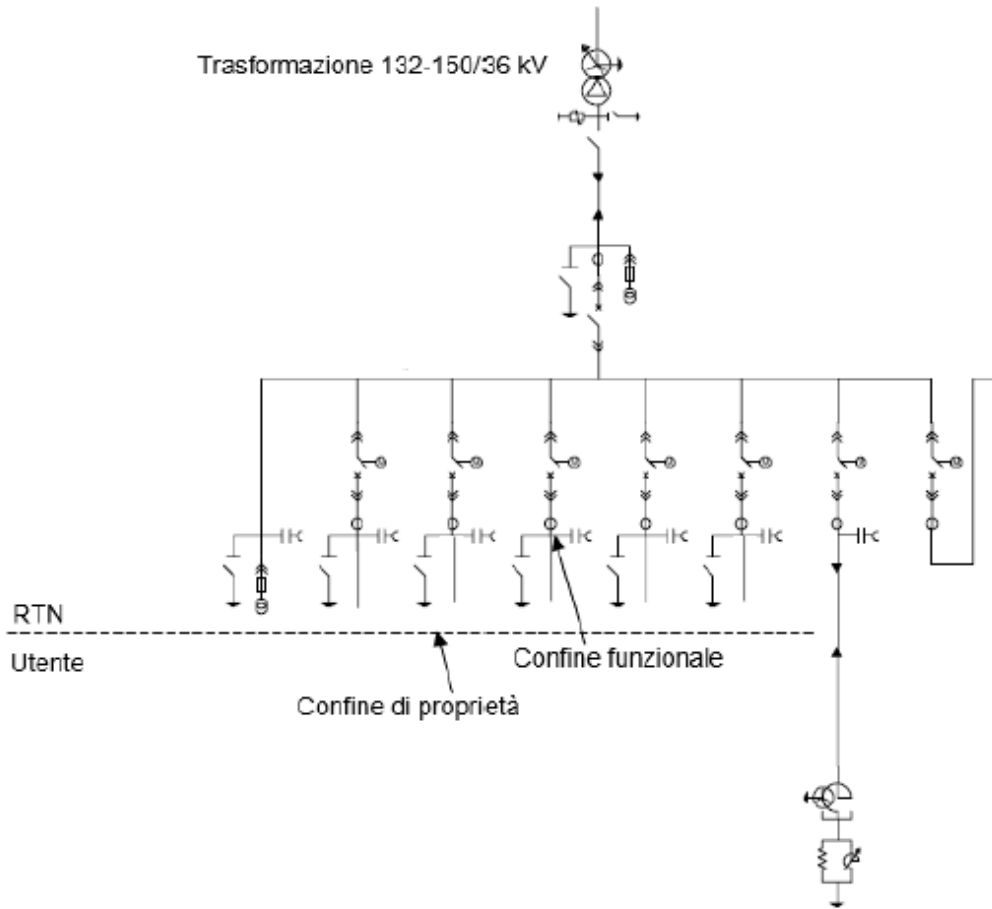 Trasformazione 132-150/36 kV
RTN
Utente
Confine funzionale
Confine di proprietà